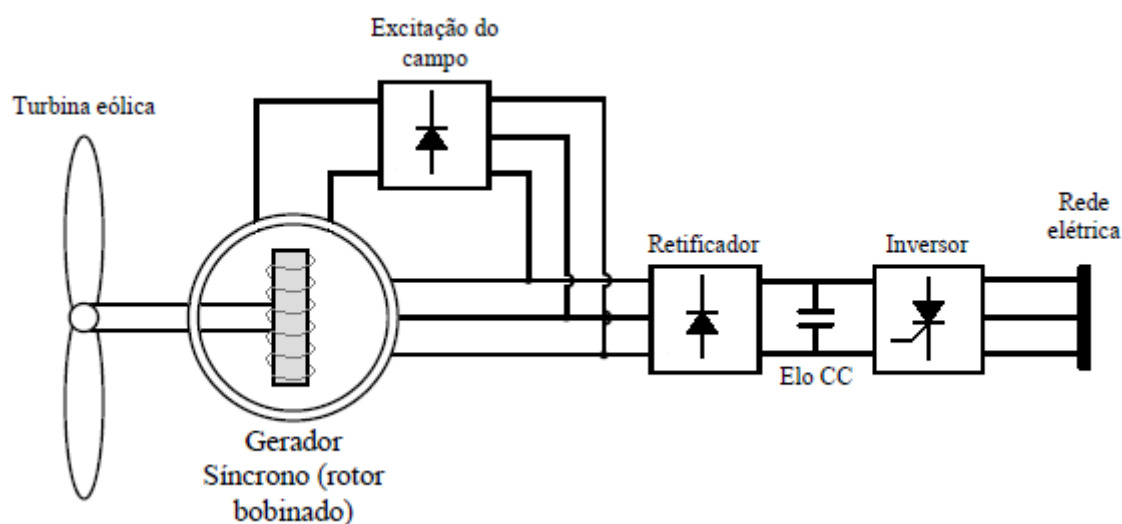 Excitação do
campo
Turbina eólica
Rede
elétrica
Retificador
Inversor
Elo CC
Gerador
Síncrono (rotor
bobinado)